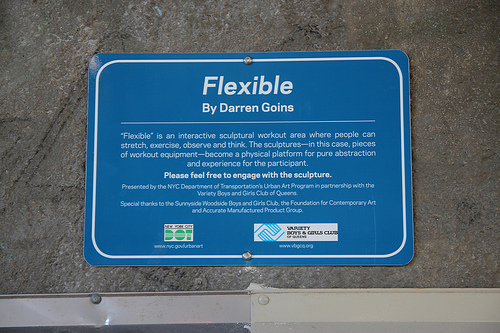 Flexible
By Darren Goins
"Flexible" is an interactive sculptural workout area where people can
stretch, exercise, observe and think. The sculptures—in this case, pieces
of workout equipment—become a physical platform for pure abstraction
and experience for the participant.
Please feel free to engage with the sculpture.
Presented by the NYC Department of Transportation's Urban Art Program in partnership with the
Variety Boys and Girls Club of Queens.
Special thanks to the Sunnyside Woodside Boys and Girls Club, the Foundation for Contemporary Art
and Accurate Manufactured Product Group.
NEW YORK CITY
DOT
www.nyc.gov/urbanart
VARIETY
BOYS & GIRLS CLUB
OF QUEENS
www.vbgcq.org